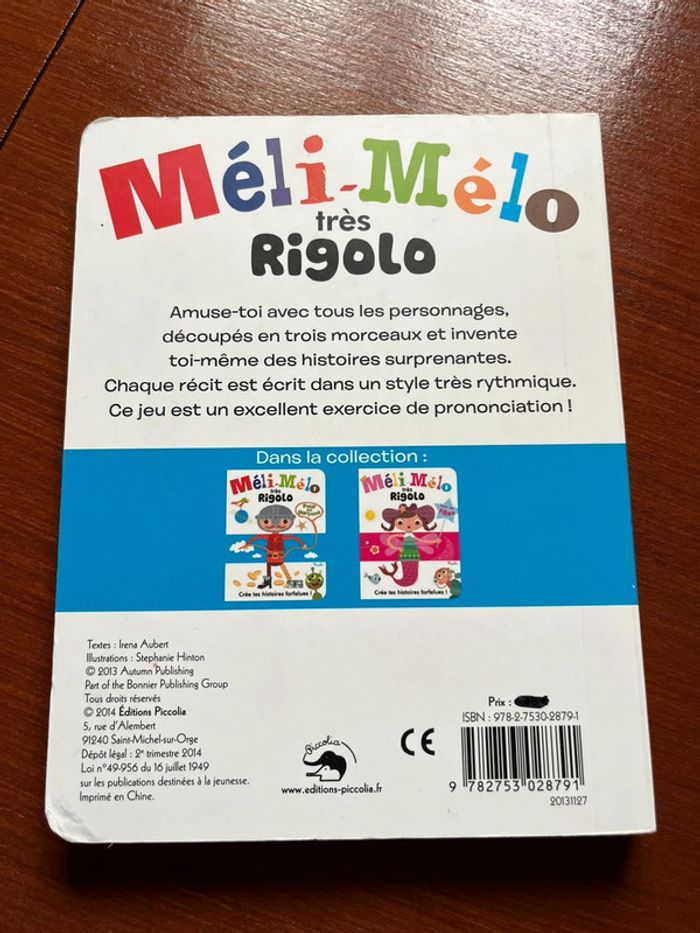 Méli-Mélo
très
RigoLo
Amuse-toi avec tous les personnages,
découpés en trois morceaux et invente
toi-même des histoires surprenantes.
Chaque récit est écrit dans un style très rythmique.
Ce jeu est un excellent exercice de prononciation !
Dans la collection :
Méli-Mélo
très
RigoLo
Crée tes histoires farfelues !
Méli-Mélo
très
RigoLo
Crée tes histoires farfelues !
Textes : Irena Aubert
Illustrations : Stephanie Hinton
© 2013 Autumn Publishing
Part of the Bonnier Publishing Group
Tous droits réservés
© 2014 Éditions Piccolia
5, rue d'Alembert
91240 Saint-Michel-sur-Orge
Dépôt légal : 2e trimestre 2014
Loi n°49-956 du 16 juillet 1949
sur les publications destinées à la jeunesse.
Imprimé en Chine.
Piccolia
www.editions-piccolia.fr
CE
Prix :
ISBN : 978-2-7530-2879-1
9 782753 028791
20131127